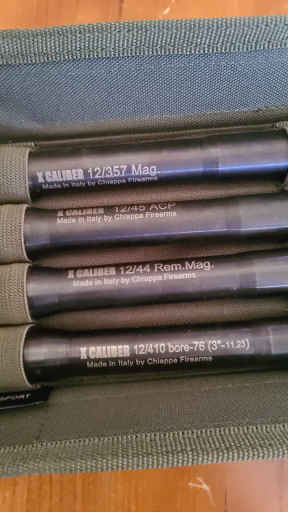 X CALIBER 12/357 Mag.
Made in Italy by Chiappa Firearms
X CALIBER 12/45 ACP
Made in Italy by Chiappa Firearms
X CALIBER 12/44 Rem.Mag.
Made in Italy by Chiappa Firearms
X CALIBER 12/410 bore-76 (3"-11.23)
Made in Italy by Chiappa Firearms
SPORT